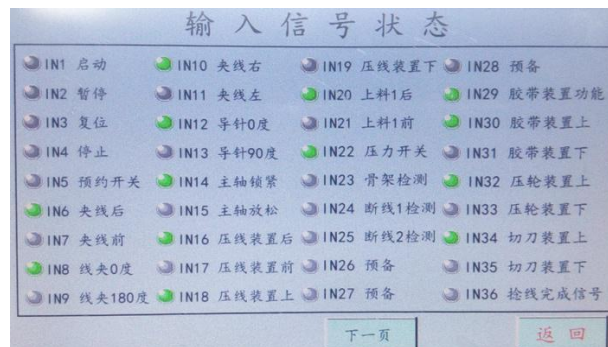 输入信号状态
IN1 启动 IN10 夹线右 IN19 压线装置下 IN28 预备
IN2 暂停 IN11 夹线左 IN20 上料1后 IN29 胶带装置功能
IN3 复位 IN12 导针0度 IN21 上料1前 IN30 胶带装置上
IN4 停止 IN13 导针90度 IN22 压力开关 IN31 胶带装置下
IN5 预约开关 IN14 主轴锁紧 IN23 骨架检测 IN32 压轮装置上
IN6 夹线后 IN15 主轴放松 IN24 断线1检测 IN33 压轮装置下
IN7 夹线前 IN16 压线装置后 IN25 断线2检测 IN34 切刀装置上
IN8 线夹0度 IN17 压线装置前 IN26 预备 IN35 切刀装置下
IN9 线夹180度 IN18 压线装置上 IN27 预备 IN36 捻线完成信号
下一页 返回